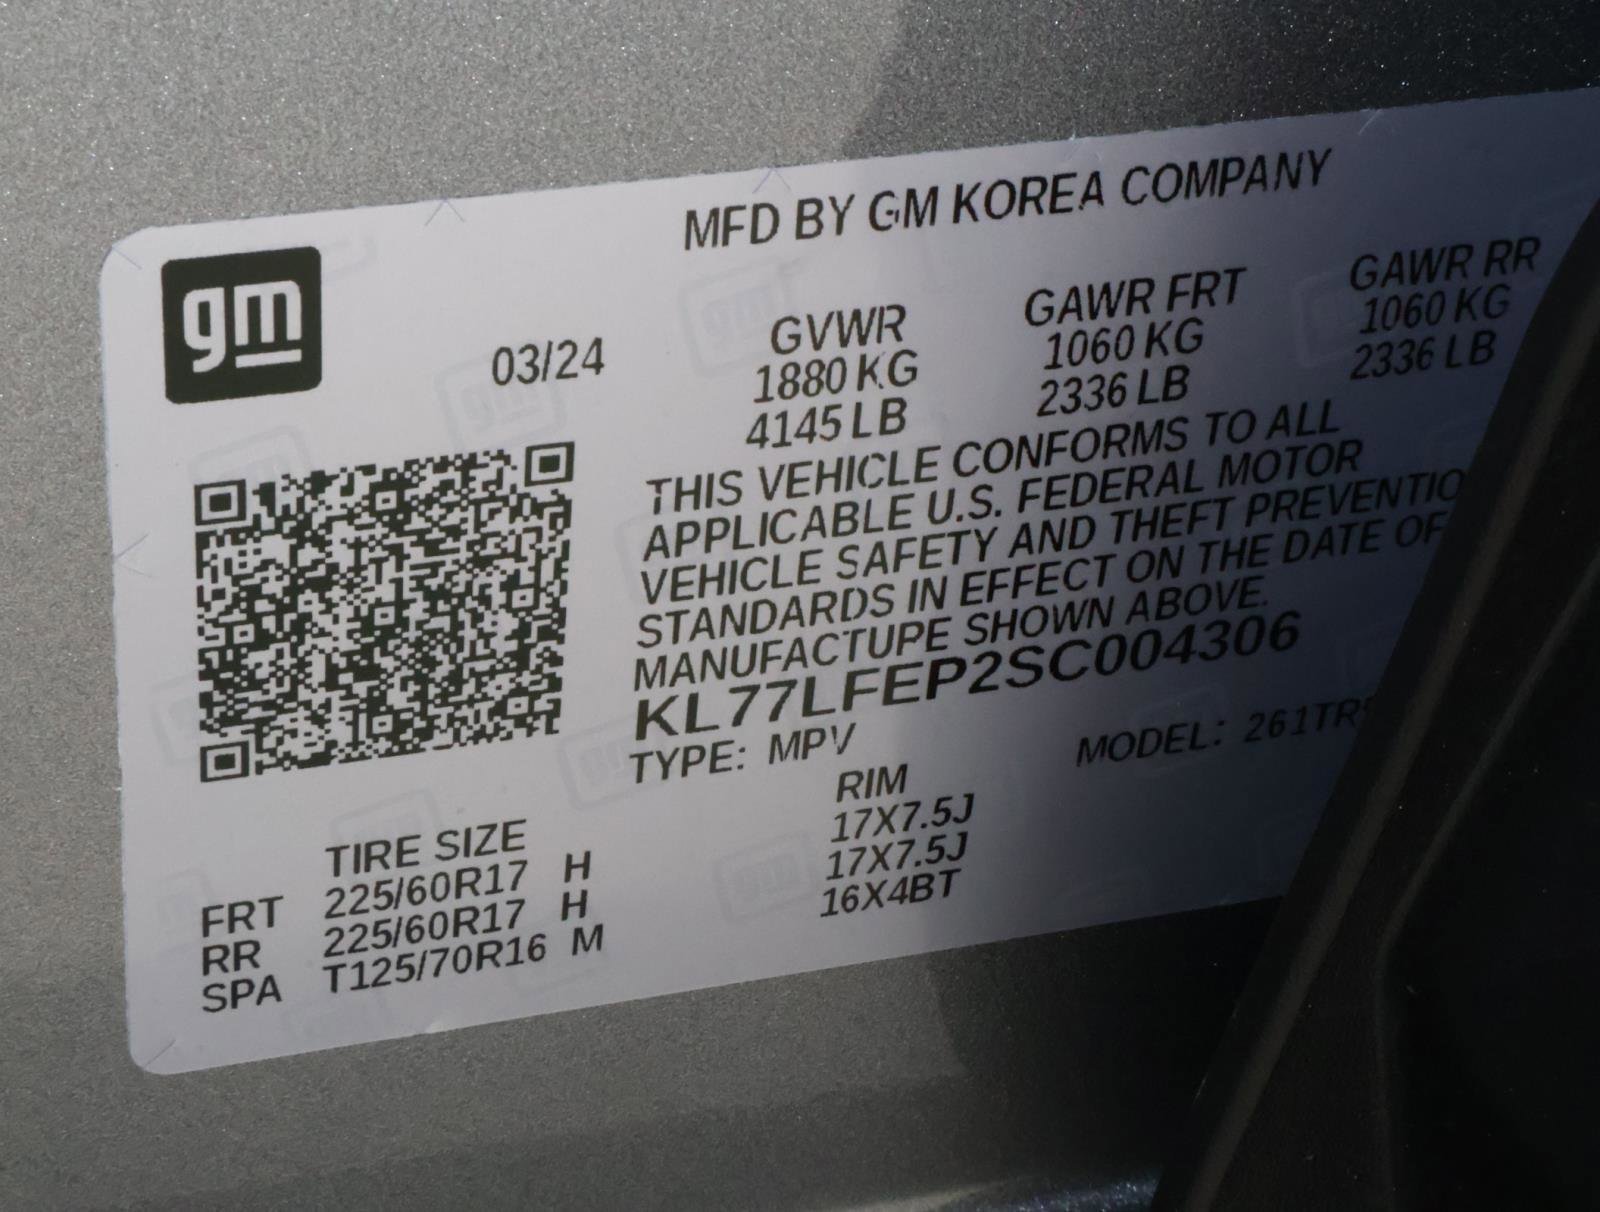 MFD BY GM KOREA COMPANY
gm
03/24
GVWR GAWR FRT GAWR RR
1880 KG 1060 KG 1060 KG
4145 LB 2336 LB 2336 LB
THIS VEHICLE CONFORMS TO ALL
APPLICABLE U.S. FEDERAL MOTOR
VEHICLE SAFETY AND THEFT PREVENTIO
STANDARDS IN EFFECT ON THE DATE OF
MANUFACTUPE SHOWN ABOVE.
KL77LFEP2SC004306
TYPE: MPV MODEL: 261TR
TIRE SIZE RIM
FRT 225/60R17 H 17X7.5J
RR 225/60R17 H 17X7.5J
SPA T125/70R16 M 16X4BT